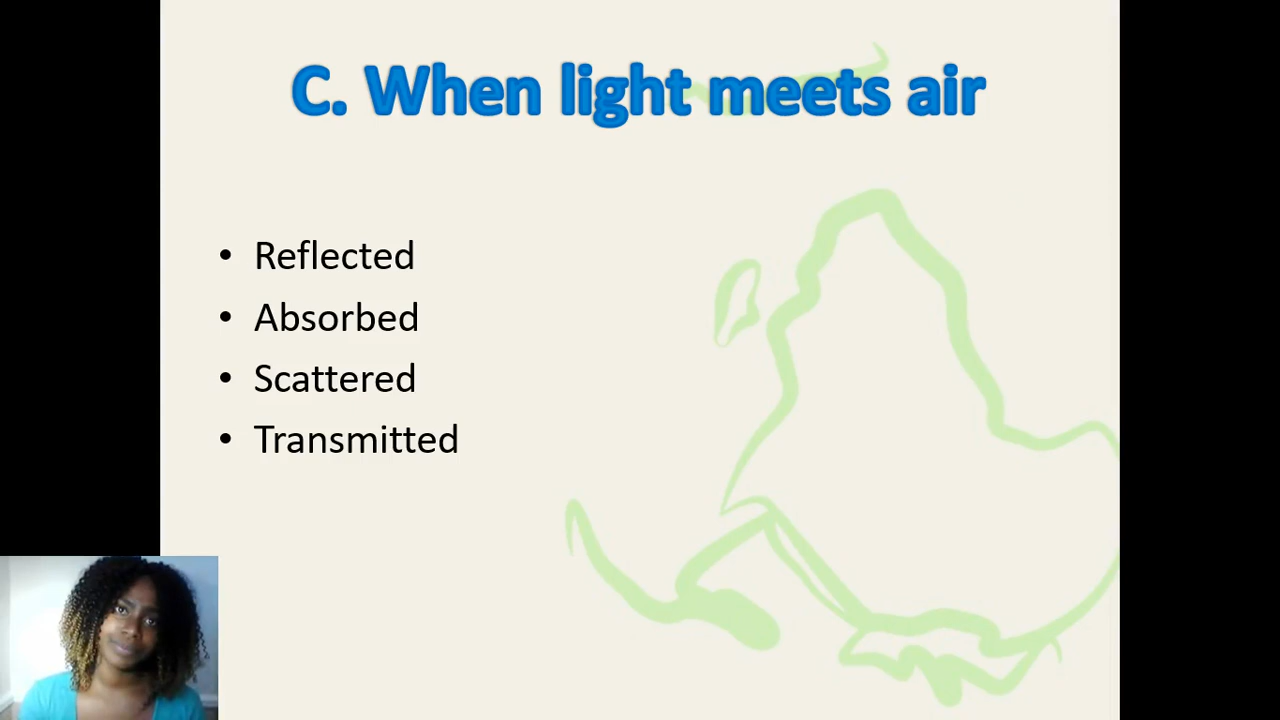 C. When light meets air
• Reflected
• Absorbed
• Scattered
• Transmitted